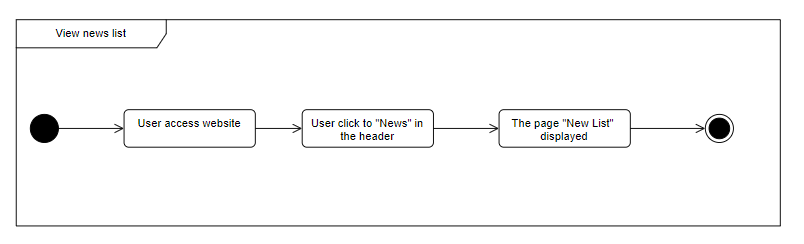 View news list
User access website
User click to "News" in
the header
The page "New List"
displayed